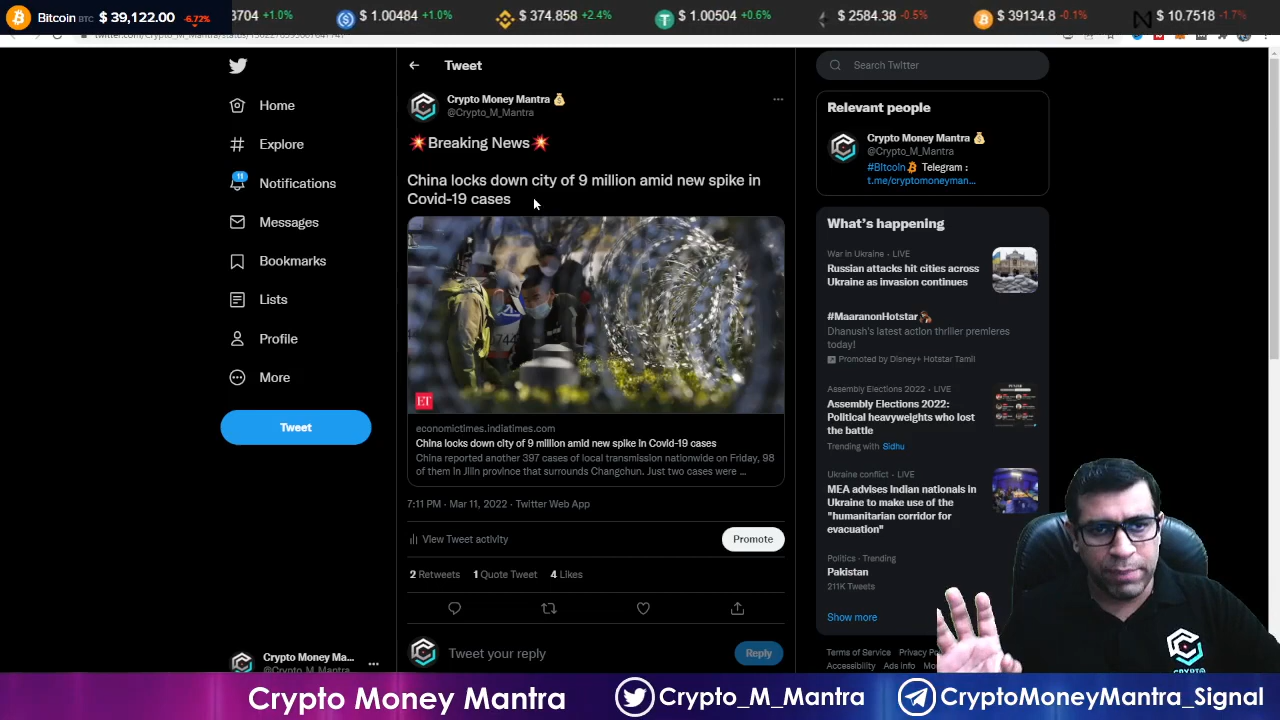 Bitcoin BTC $ 39,122.00 -6.72%
3704 +1.0% $ 1.00484 +1.0% $ 374.858 +2.4% $ 1.00504 +0.6% $ 2584.38 -0.5% $ 39134.8 -0.1% $ 10.7518 -1.7%
Home
Explore
11
Notifications
Messages
Bookmarks
Lists
Profile
More
Tweet
Crypto Money Ma...
@Crypto_M_Mantra
Tweet
Crypto Money Mantra 💰
@Crypto_M_Mantra
💥Breaking News💥
China locks down city of 9 million amid new spike in
Covid-19 cases
ET
economictimes.indiatimes.com
China locks down city of 9 million amid new spike in Covid-19 cases
China reported another 397 cases of local transmission nationwide on Friday, 98
of them in Jilin province that surrounds Changchun. Just two cases were ...
7:11 PM · Mar 11, 2022 · Twitter Web App
View Tweet activity
Promote
2 Retweets 1 Quote Tweet 4 Likes
Tweet your reply
Reply
Search Twitter
Relevant people
Crypto Money Mantra 💰
@Crypto_M_Mantra
#Bitcoin Telegram :
t.me/cryptomoneyman...
What's happening
War in Ukraine · LIVE
Russian attacks hit cities across
Ukraine as invasion continues
#MaaranonHotstar
Dhanush's latest action thriller premieres
today!
Promoted by Disney+ Hotstar Tamil
Assembly Elections 2022 · LIVE
Assembly Elections 2022:
Political heavyweights who lost
the battle
Trending with Sidhu
Ukraine conflict · LIVE
MEA advises Indian nationals in
Ukraine to make use of the
"humanitarian corridor for
evacuation"
Politics · Trending
Pakistan
211K Tweets
Show more
Terms of Service Privacy Po
Accessibility Ads Info Mo
CRYPTO
Crypto Money Mantra Crypto_M_Mantra CryptoMoneyMantra_Signal